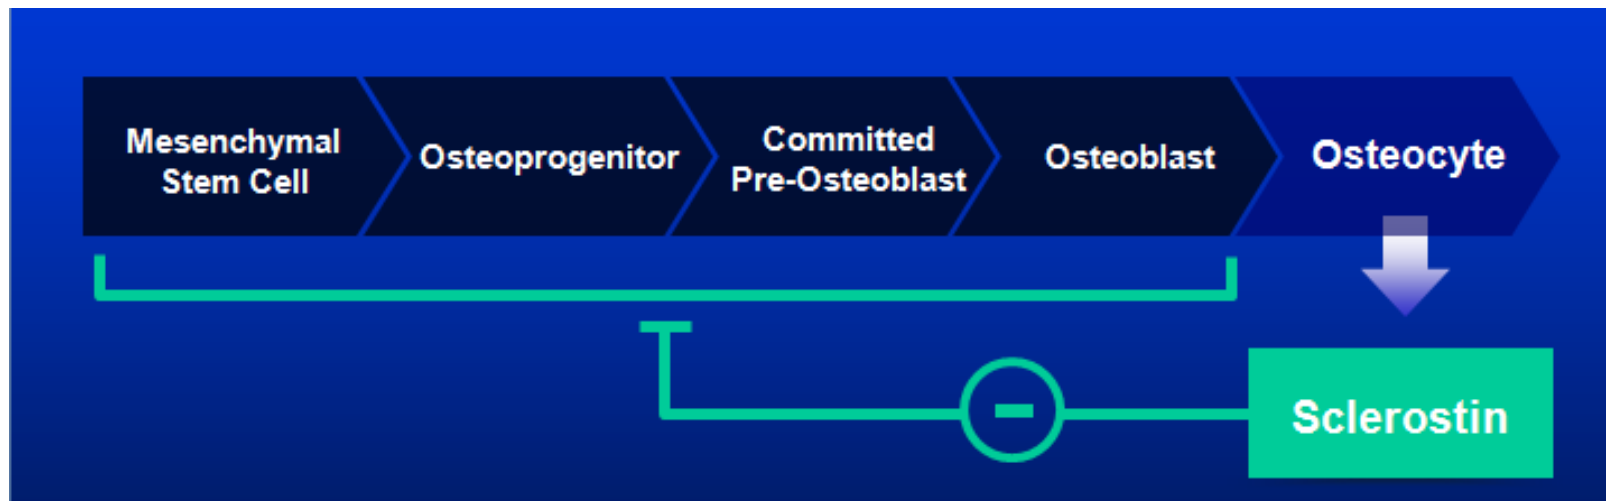 Mesenchymal
Stem Cell
Osteoprogenitor
Committed
Pre-Osteoblast
Osteoblast
Osteocyte
Sclerostin